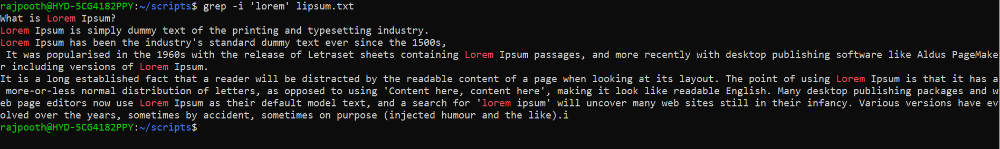 rajpooth@HYD-5CG4182PPY:~/scripts$ grep -i 'lorem' lipsum.txt
What is Lorem Ipsum?
Lorem Ipsum is simply dummy text of the printing and typesetting industry.
Lorem Ipsum has been the industry's standard dummy text ever since the 1500s,
 It was popularised in the 1960s with the release of Letraset sheets containing Lorem Ipsum passages, and more recently with desktop publishing software like Aldus PageMake
r including versions of Lorem Ipsum.
It is a long established fact that a reader will be distracted by the readable content of a page when looking at its layout. The point of using Lorem Ipsum is that it has a
 more-or-less normal distribution of letters, as opposed to using 'Content here, content here', making it look like readable English. Many desktop publishing packages and w
eb page editors now use Lorem Ipsum as their default model text, and a search for 'lorem ipsum' will uncover many web sites still in their infancy. Various versions have ev
olved over the years, sometimes by accident, sometimes on purpose (injected humour and the like).i
rajpooth@HYD-5CG4182PPY:~/scripts$